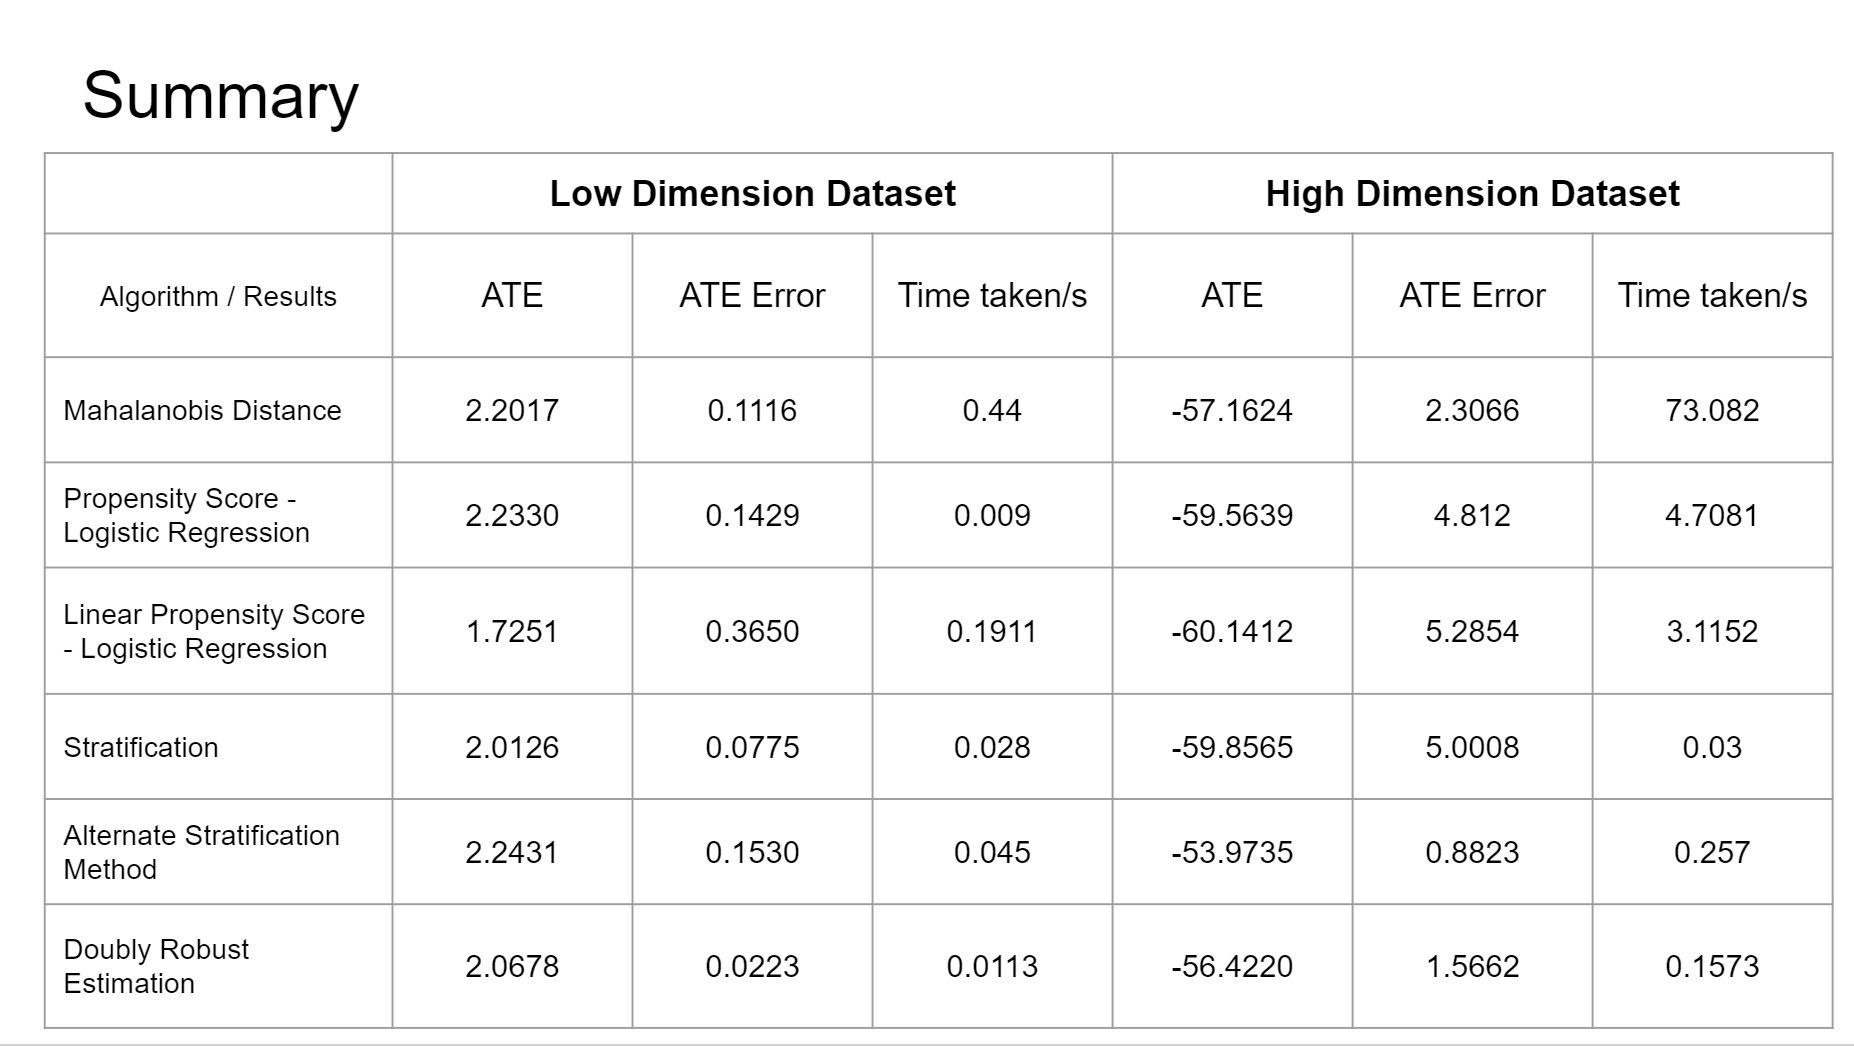 Summary
Low Dimension Dataset High Dimension Dataset
Algorithm / Results ATE ATE Error Time taken/s ATE ATE Error Time taken/s
Mahalanobis Distance 2.2017 0.1116 0.44 -57.1624 2.3066 73.082
Propensity Score -
Logistic Regression 2.2330 0.1429 0.009 -59.5639 4.812 4.7081
Linear Propensity Score
- Logistic Regression 1.7251 0.3650 0.1911 -60.1412 5.2854 3.1152
Stratification 2.0126 0.0775 0.028 -59.8565 5.0008 0.03
Alternate Stratification
Method 2.2431 0.1530 0.045 -53.9735 0.8823 0.257
Doubly Robust
Estimation 2.0678 0.0223 0.0113 -56.4220 1.5662 0.1573